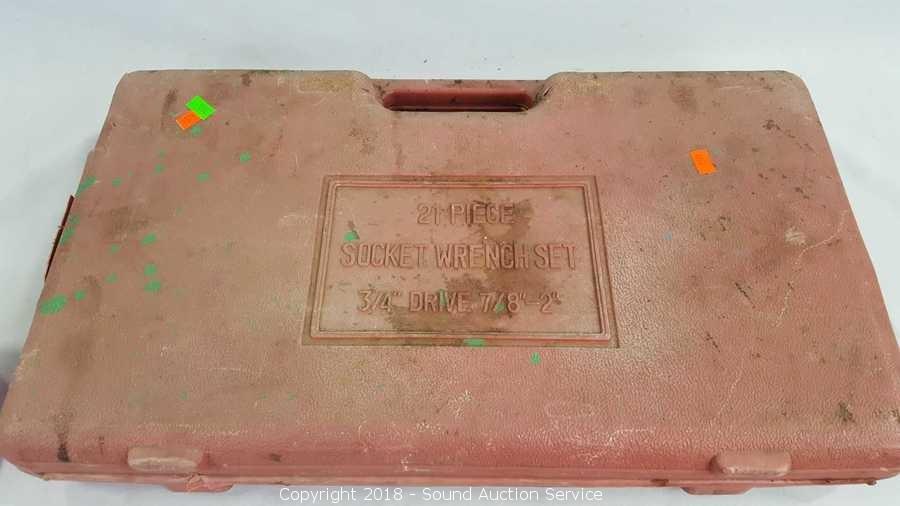 21 PIECE
SOCKET WRENCH SET
3/4" DRIVE 7/8"-2"
Copyright 2018 - Sound Auction Service